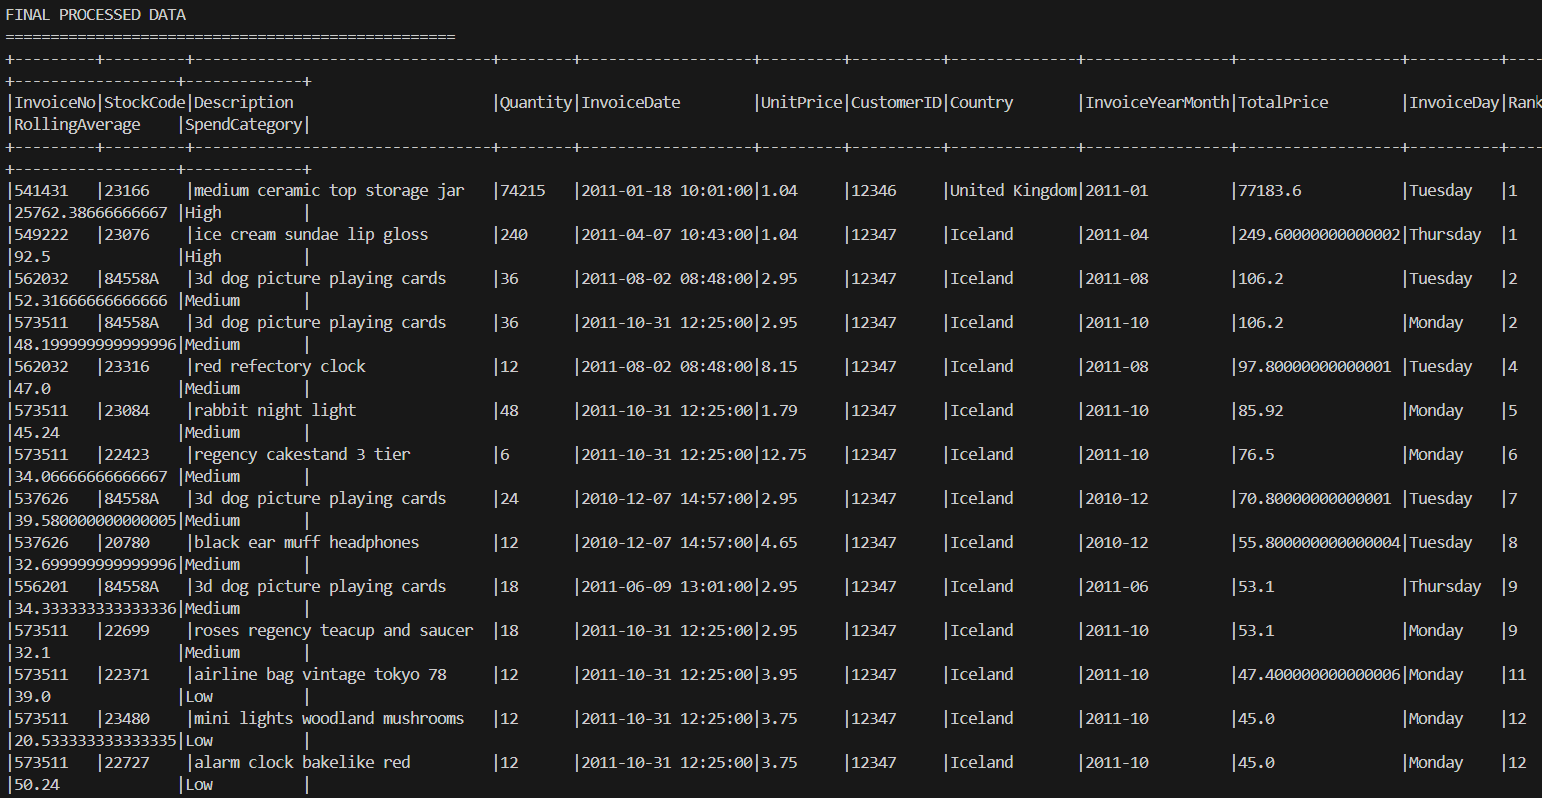 FINAL PROCESSED DATA
==================================================
+---------+---------+---------------------------------+--------+-------------------+---------+----------+--------------+----------------+------------------+----------+----
+------------------+-------------+
|InvoiceNo|StockCode|Description                      |Quantity|InvoiceDate        |UnitPrice|CustomerID|Country       |InvoiceYearMonth|TotalPrice        |InvoiceDay|Rank
|RollingAverage    |SpendCategory|
+---------+---------+---------------------------------+--------+-------------------+---------+----------+--------------+----------------+------------------+----------+----
+------------------+-------------+
|541431   |23166    |medium ceramic top storage jar   |74215   |2011-01-18 10:01:00|1.04     |12346     |United Kingdom|2011-01         |77183.6           |Tuesday   |1
|25762.38666666667 |High         |
|549222   |23076    |ice cream sundae lip gloss       |240     |2011-04-07 10:43:00|1.04     |12347     |Iceland       |2011-04         |249.60000000000002|Thursday  |1
|92.5              |High         |
|562032   |84558A   |3d dog picture playing cards     |36      |2011-08-02 08:48:00|2.95     |12347     |Iceland       |2011-08         |106.2             |Tuesday   |2
|52.31666666666666 |Medium       |
|573511   |84558A   |3d dog picture playing cards     |36      |2011-10-31 12:25:00|2.95     |12347     |Iceland       |2011-10         |106.2             |Monday    |2
|48.199999999999996|Medium       |
|562032   |23316    |red refectory clock              |12      |2011-08-02 08:48:00|8.15     |12347     |Iceland       |2011-08         |97.80000000000001 |Tuesday   |4
|47.0              |Medium       |
|573511   |23084    |rabbit night light               |48      |2011-10-31 12:25:00|1.79     |12347     |Iceland       |2011-10         |85.92             |Monday    |5
|45.24             |Medium       |
|573511   |22423    |regency cakestand 3 tier         |6       |2011-10-31 12:25:00|12.75    |12347     |Iceland       |2011-10         |76.5              |Monday    |6
|34.06666666666667 |Medium       |
|537626   |84558A   |3d dog picture playing cards     |24      |2010-12-07 14:57:00|2.95     |12347     |Iceland       |2010-12         |70.80000000000001 |Tuesday   |7
|39.580000000000005|Medium       |
|537626   |20780    |black ear muff headphones        |12      |2010-12-07 14:57:00|4.65     |12347     |Iceland       |2010-12         |55.800000000000004|Tuesday   |8
|32.699999999999996|Medium       |
|556201   |84558A   |3d dog picture playing cards     |18      |2011-06-09 13:01:00|2.95     |12347     |Iceland       |2011-06         |53.1              |Thursday  |9
|34.333333333333336|Medium       |
|573511   |22699    |roses regency teacup and saucer  |18      |2011-10-31 12:25:00|2.95     |12347     |Iceland       |2011-10         |53.1              |Monday    |9
|32.1              |Medium       |
|573511   |22371    |airline bag vintage tokyo 78     |12      |2011-10-31 12:25:00|3.95     |12347     |Iceland       |2011-10         |47.400000000000006|Monday    |11
|39.0              |Low          |
|573511   |23480    |mini lights woodland mushrooms   |12      |2011-10-31 12:25:00|3.75     |12347     |Iceland       |2011-10         |45.0              |Monday    |12
|20.533333333333335|Low          |
|573511   |22727    |alarm clock bakelike red         |12      |2011-10-31 12:25:00|3.75     |12347     |Iceland       |2011-10         |45.0              |Monday    |12
|50.24             |Low          |